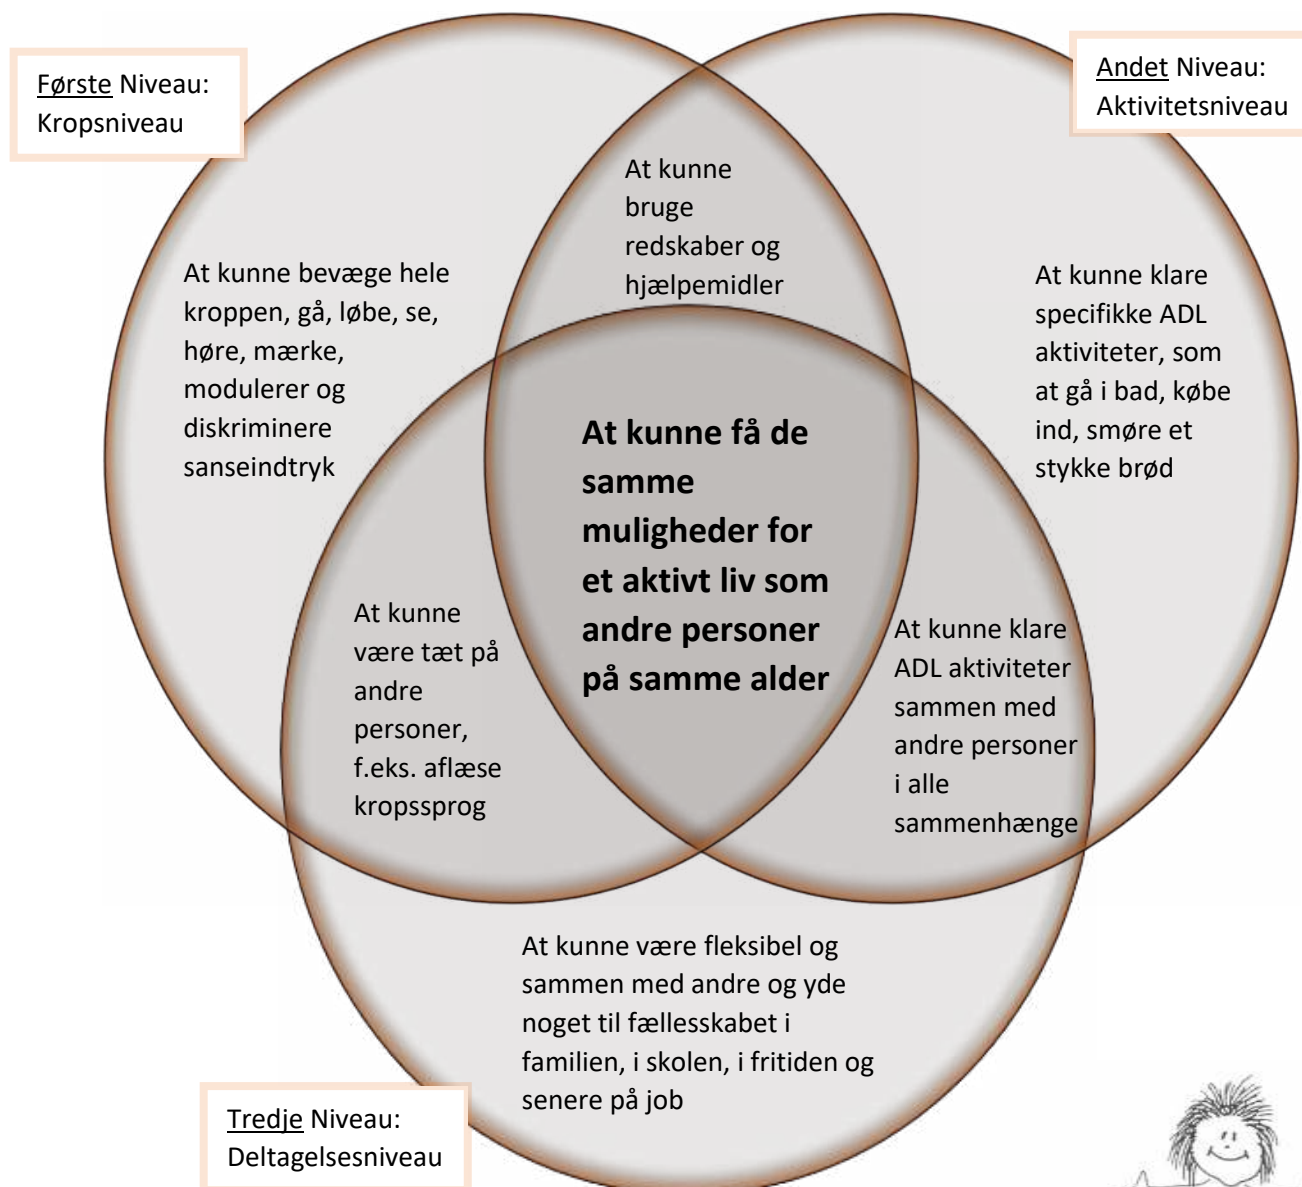 Første Niveau:
Kropsniveau
Andet Niveau:
Aktivitetsniveau
At kunne
bruge
redskaber og
hjælpemidler
At kunne bevæge hele
kroppen, gå, løbe, se,
høre, mærke,
modulerer og
diskriminere
sanseindtryk
At kunne klare
specifikke ADL
aktiviteter, som
at gå i bad, købe
ind, smøre et
stykke brød
At kunne få de
samme
muligheder for
et aktivt liv som
andre personer
på samme alder
At kunne
være tæt på
andre
personer,
f.eks. aflæse
kropssprog
At kunne klare
ADL aktiviteter
sammen med
andre personer
i alle
sammenhænge
At kunne være fleksibel og
sammen med andre og yde
noget til fællesskabet i
familien, i skolen, i fritiden og
senere på job
Tredje Niveau:
Deltagelsesniveau